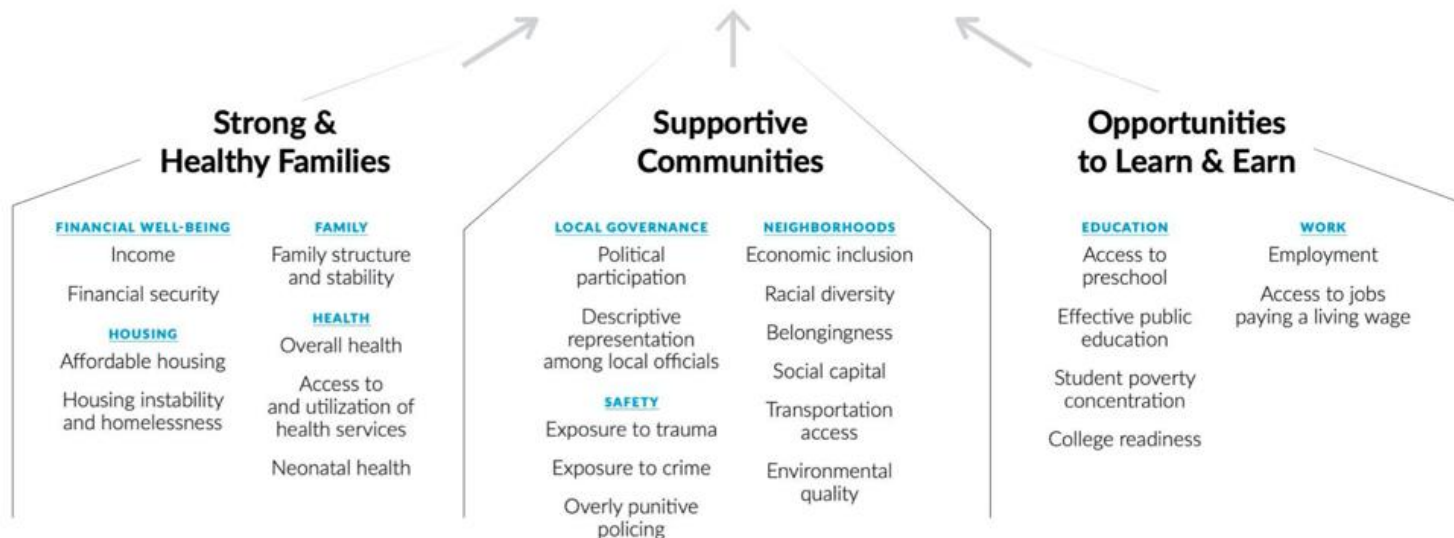 Strong &
Healthy Families
FINANCIAL WELL-BEING
Income
Financial security
HOUSING
Affordable housing
Housing instability
and homelessness
FAMILY
Family structure
and stability
HEALTH
Overall health
Access to
and utilization of
health services
Neonatal health
Supportive
Communities
LOCAL GOVERNANCE
Political
participation
Descriptive
representation
among local officials
SAFETY
Exposure to trauma
Exposure to crime
Overly punitive
policing
NEIGHBORHOODS
Economic inclusion
Racial diversity
Belongingness
Social capital
Transportation
access
Environmental
quality
Opportunities
to Learn & Earn
EDUCATION
Access to
preschool
Effective public
education
Student poverty
concentration
College readiness
WORK
Employment
Access to jobs
paying a living wage